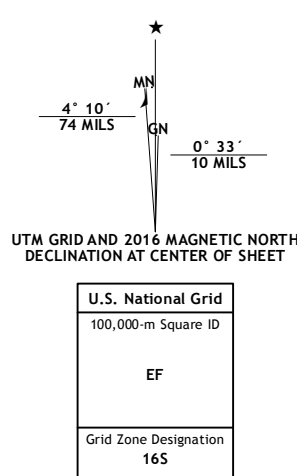 MN
4° 10´
74 MILS
GN
0° 33´
10 MILS
UTM GRID AND 2016 MAGNETIC NORTH
DECLINATION AT CENTER OF SHEET
U.S. National Grid
100,000-m Square ID
EF
Grid Zone Designation
16S